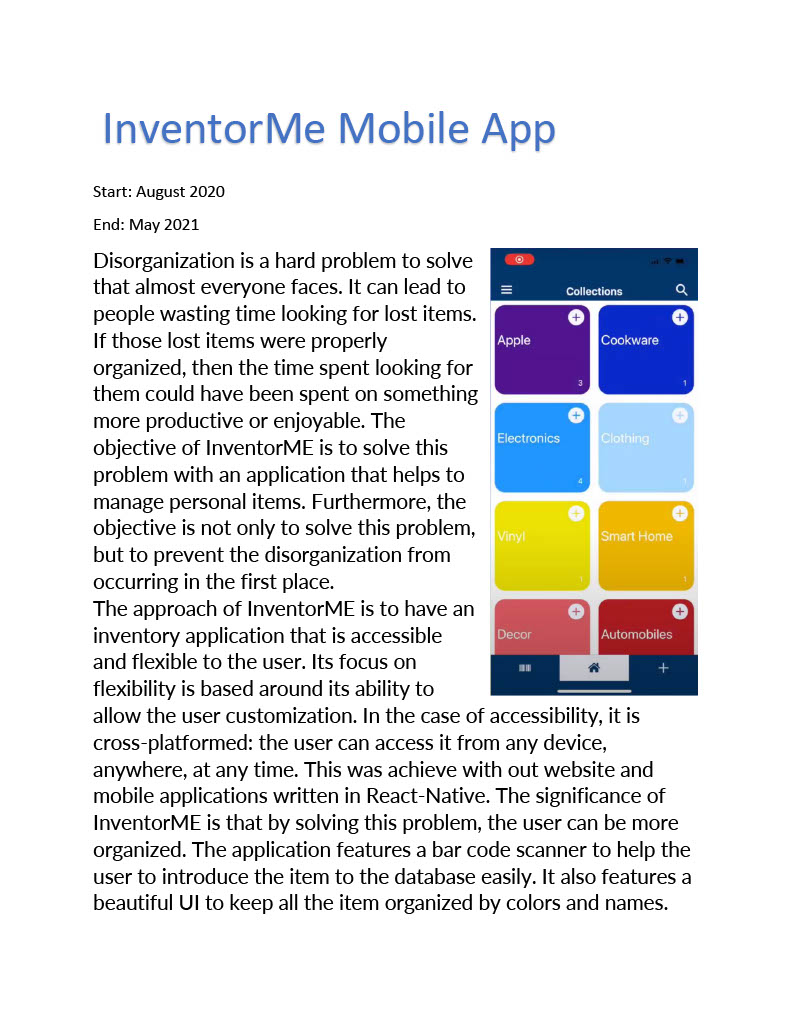 InventorMe Mobile App
Start: August 2020
End: May 2021
Disorganization is a hard problem to solve
that almost everyone faces. It can lead to
people wasting time looking for lost items.
If those lost items were properly
organized, then the time spent looking for
them could have been spent on something
more productive or enjoyable. The
objective of InventorME is to solve this
problem with an application that helps to
manage personal items. Furthermore, the
objective is not only to solve this problem,
but to prevent the disorganization from
occurring in the first place.
The approach of InventorME is to have an
inventory application that is accessible
and flexible to the user. Its focus on
flexibility is based around its ability to
allow the user customization. In the case of accessibility, it is
cross-platformed: the user can access it from any device,
anywhere, at any time. This was achieve with out website and
mobile applications written in React-Native. The significance of
InventorME is that by solving this problem, the user can be more
organized. The application features a bar code scanner to help the
user to introduce the item to the database easily. It also features a
beautiful UI to keep all the item organized by colors and names.
Collections
Apple
3
Cookware
1
Electronics
4
Clothing
1
Vinyl
1
Smart Home
1
Decor
Automobiles